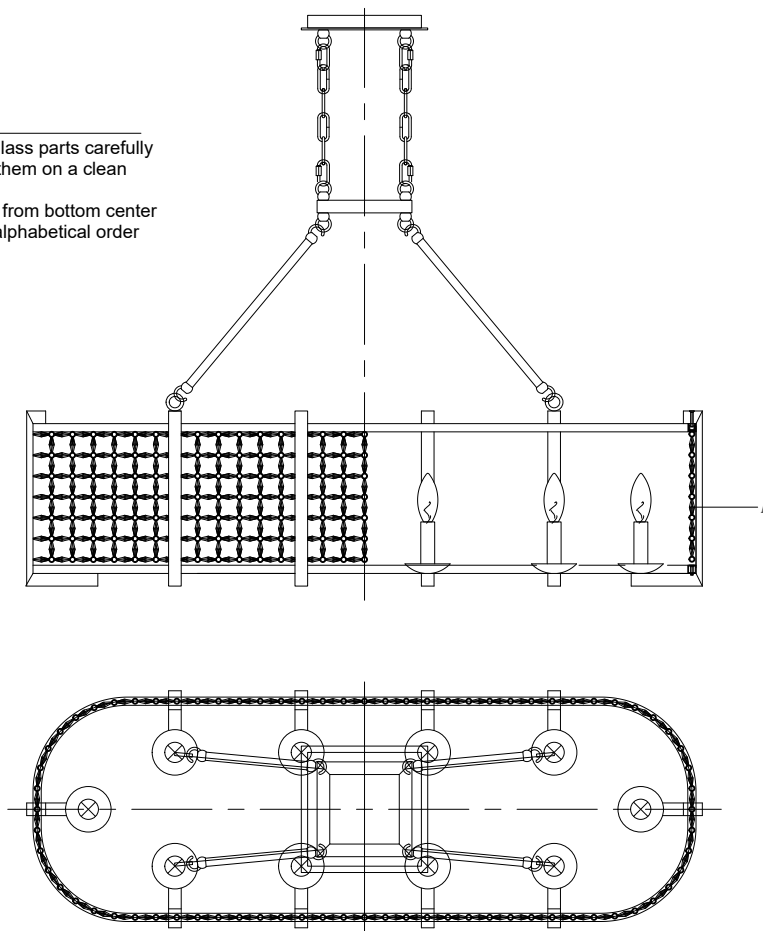 lass parts carefully
them on a clean
from bottom center
alphabetical order